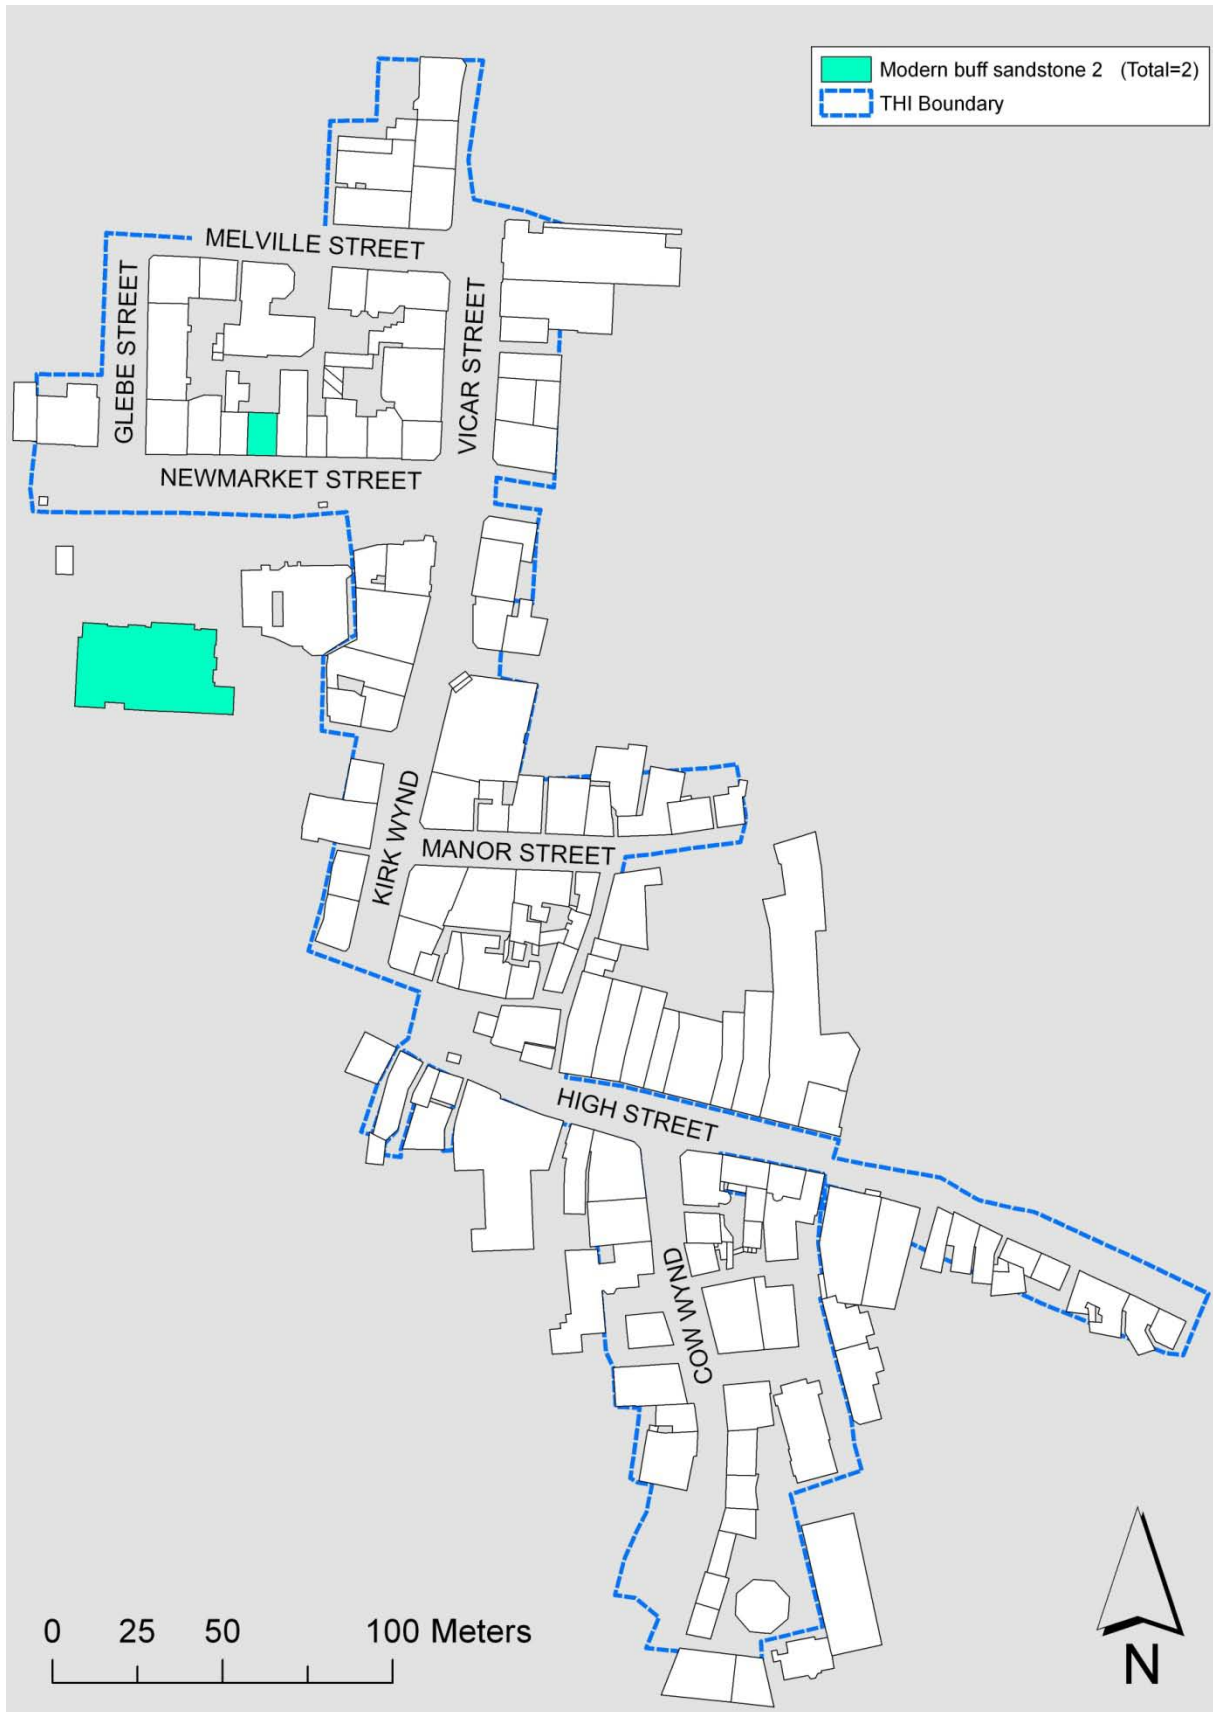 Modern buff sandstone 2 (Total=2)
THI Boundary
MELVILLE STREET
GLEBE STREET
VICAR STREET
NEWMARKET STREET
KIRK WYND
MANOR STREET
HIGH STREET
COW WYND
0 25 50 100 Meters
N